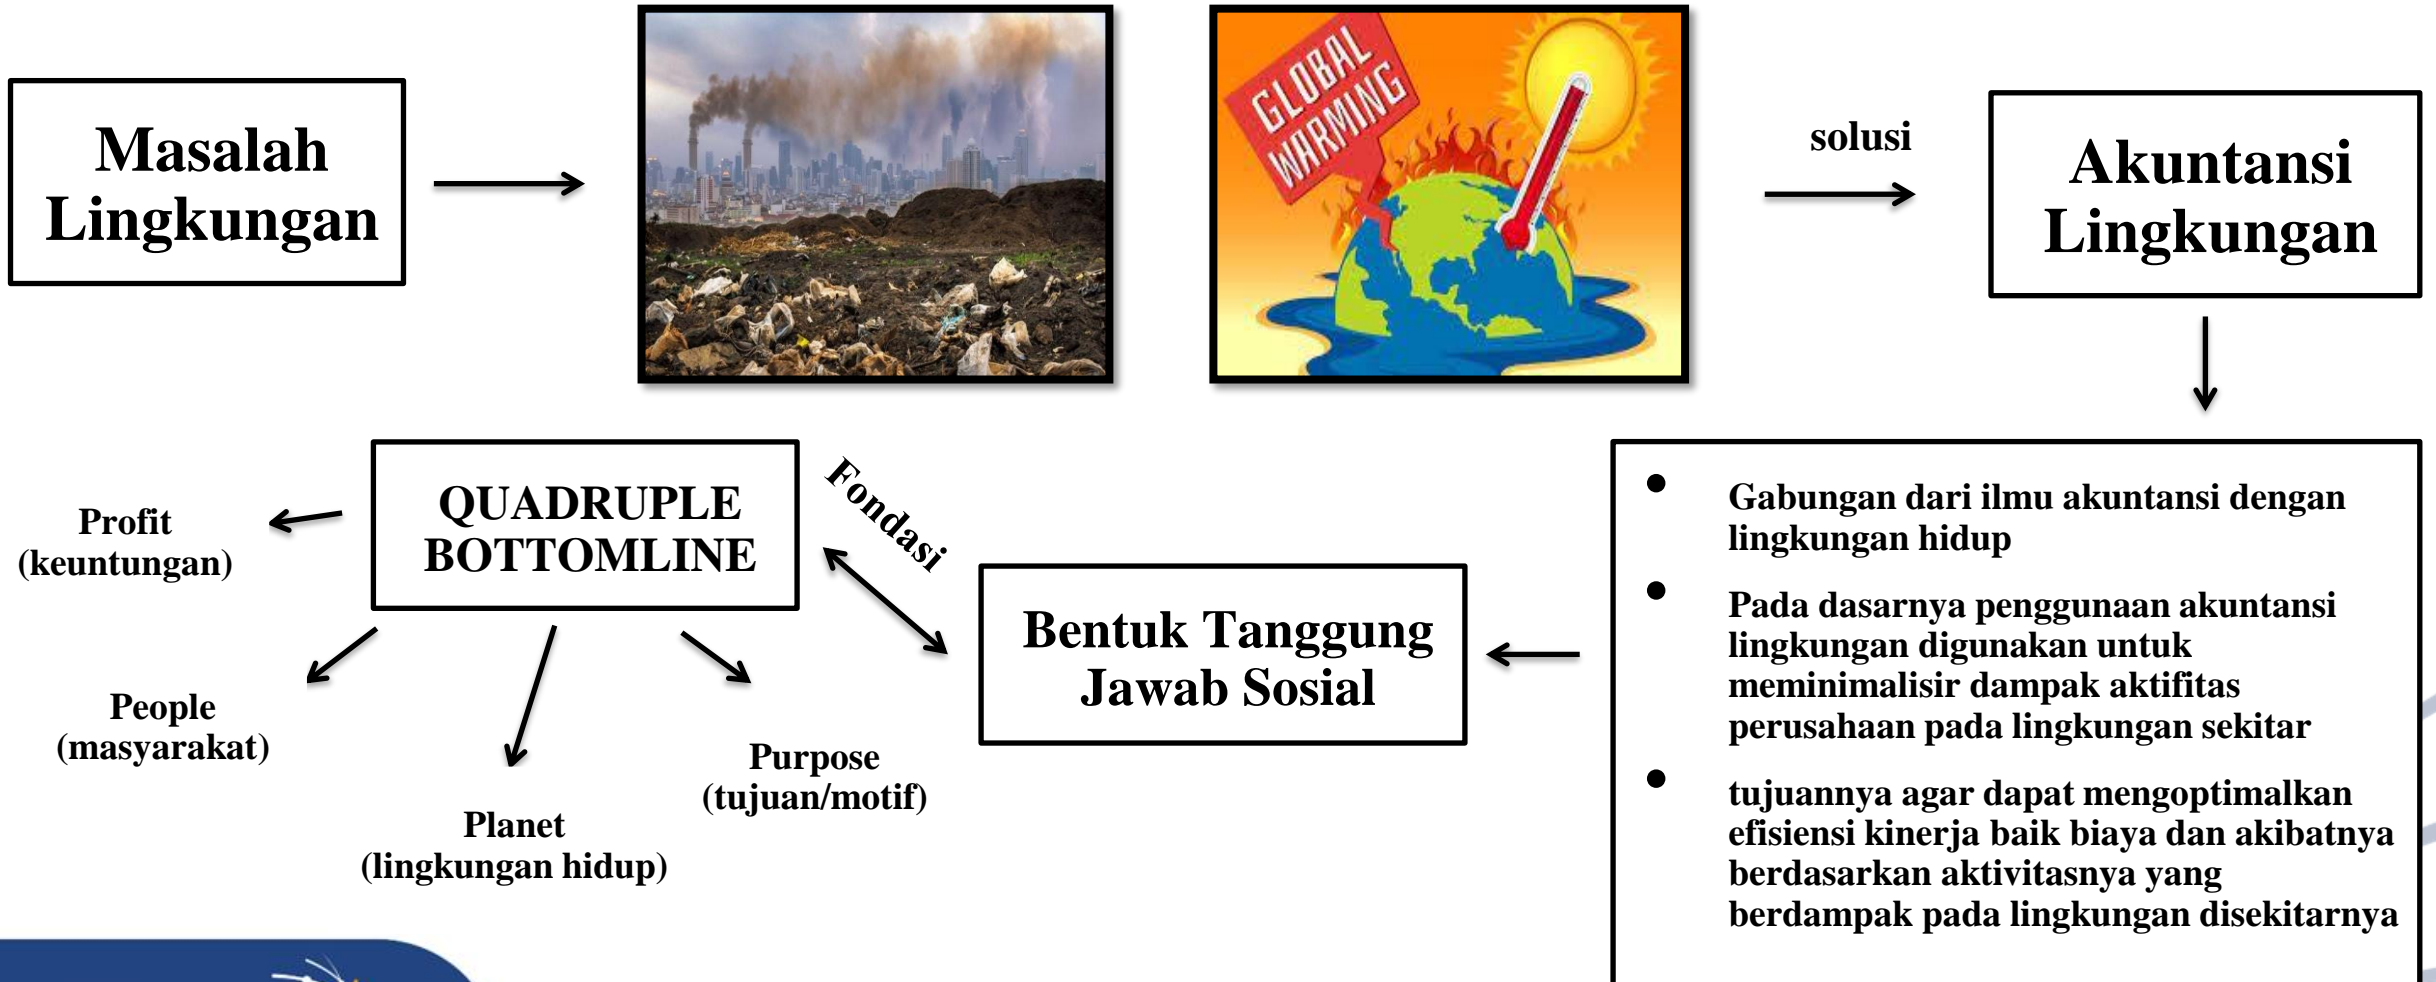 Masalah
Lingkungan
GLOBAL
WARMING
solusi
Akuntansi
Lingkungan
Gabungan dari ilmu akuntansi dengan
lingkungan hidup
Pada dasarnya penggunaan akuntansi
lingkungan digunakan untuk
meminimalisir dampak aktifitas
perusahaan pada lingkungan sekitar
tujuannya agar dapat mengoptimalkan
efisiensi kinerja baik biaya dan akibatnya
berdasarkan aktivitasnya yang
berdampak pada lingkungan disekitarnya
Bentuk Tanggung
Jawab Sosial
Fondasi
QUADRUPLE
BOTTOMLINE
Profit
(keuntungan)
People
(masyarakat)
Planet
(lingkungan hidup)
Purpose
(tujuan/motif)